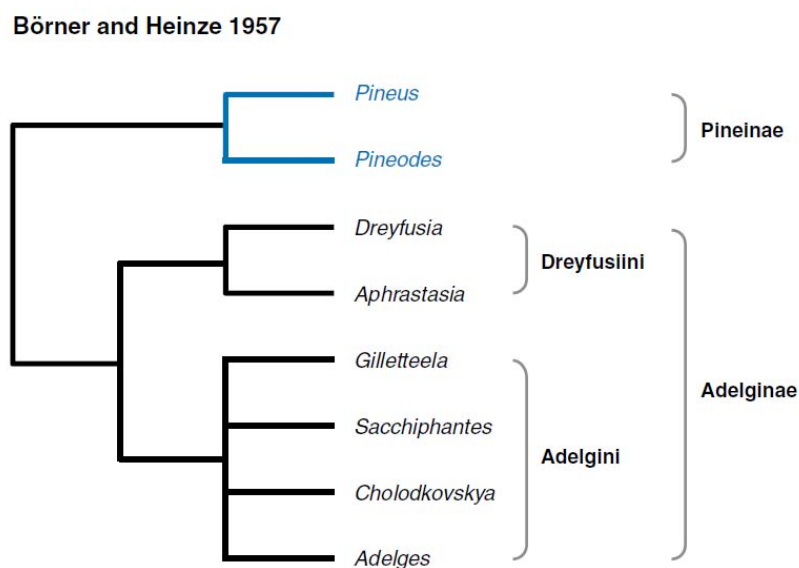 Börner and Heinze 1957
Pineus
Pineinae
Pineodes
Dreyfusia
Dreyfusiini
Aphrastasia
Gilletteela
Adelginae
Sacchiphantes
Adelgini
Cholodkovskya
Adelges